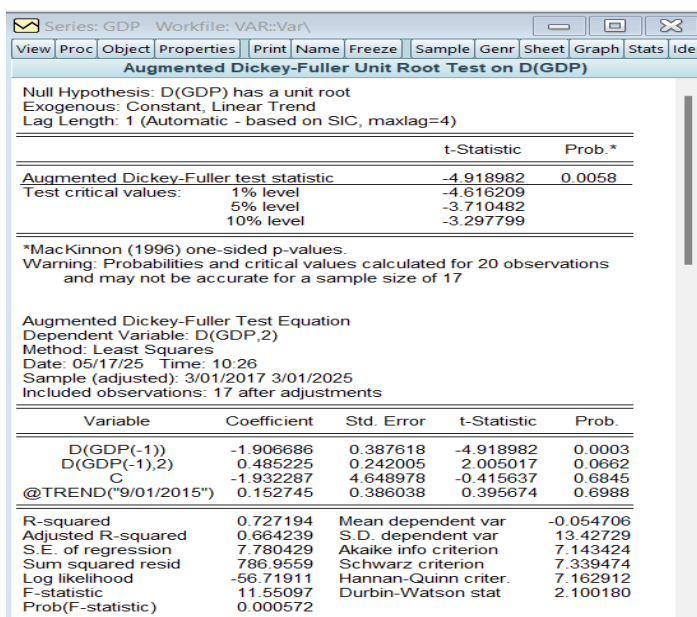 Series: GDP Workfile: VAR::Var\
View Proc Object Properties Print Name Freeze Sample Genr Sheet Graph Stats Ide
Augmented Dickey-Fuller Unit Root Test on D(GDP)
Null Hypothesis: D(GDP) has a unit root
Exogenous: Constant, Linear Trend
Lag Length: 1 (Automatic - based on SIC, maxlag=4)
t-Statistic Prob.*
Augmented Dickey-Fuller test statistic -4.918982 0.0058
Test critical values: 1% level -4.616209
5% level -3.710482
10% level -3.297799
*MacKinnon (1996) one-sided p-values.
Warning: Probabilities and critical values calculated for 20 observations
and may not be accurate for a sample size of 17
Augmented Dickey-Fuller Test Equation
Dependent Variable: D(GDP,2)
Method: Least Squares
Date: 05/17/25 Time: 10:26
Sample (adjusted): 3/01/2017 3/01/2025
Included observations: 17 after adjustments
Variable Coefficient Std. Error t-Statistic Prob.
D(GDP(-1)) -1.906686 0.387618 -4.918982 0.0003
D(GDP(-1),2) 0.485225 0.242005 2.005017 0.0662
C -1.932287 4.648978 -0.415637 0.6845
@TREND("9/01/2015") 0.152745 0.386038 0.395674 0.6988
R-squared 0.727194 Mean dependent var -0.054706
Adjusted R-squared 0.664239 S.D. dependent var 13.42729
S.E. of regression 7.780429 Akaike info criterion 7.143424
Sum squared resid 786.9559 Schwarz criterion 7.339474
Log likelihood -56.71911 Hannan-Quinn criter. 7.162912
F-statistic 11.55097 Durbin-Watson stat 2.100180
Prob(F-statistic) 0.000572